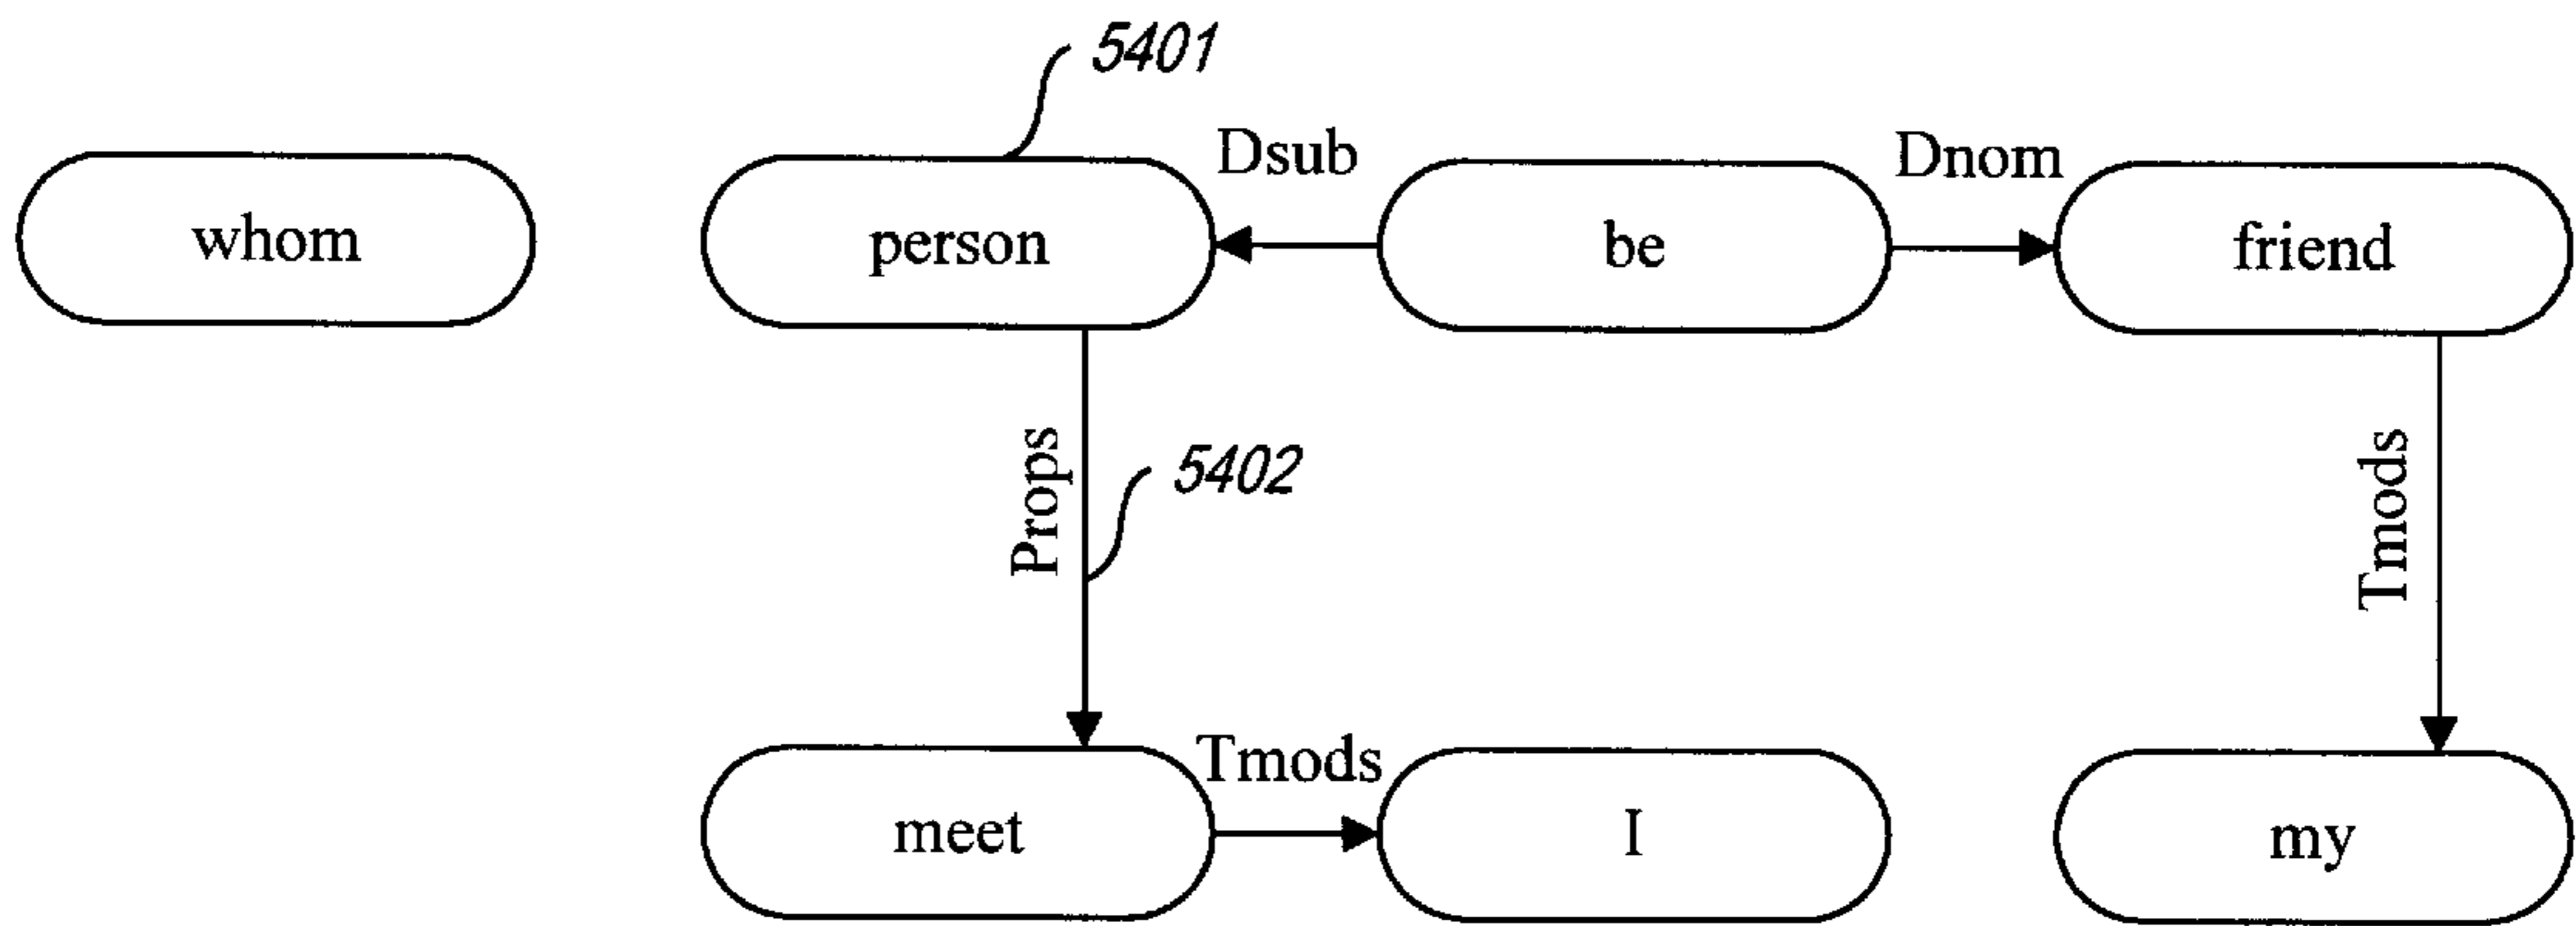 5401
Dsub
Dnom
whom
person
be
friend
Props
5402
Tmods
Tmods
meet
I
my